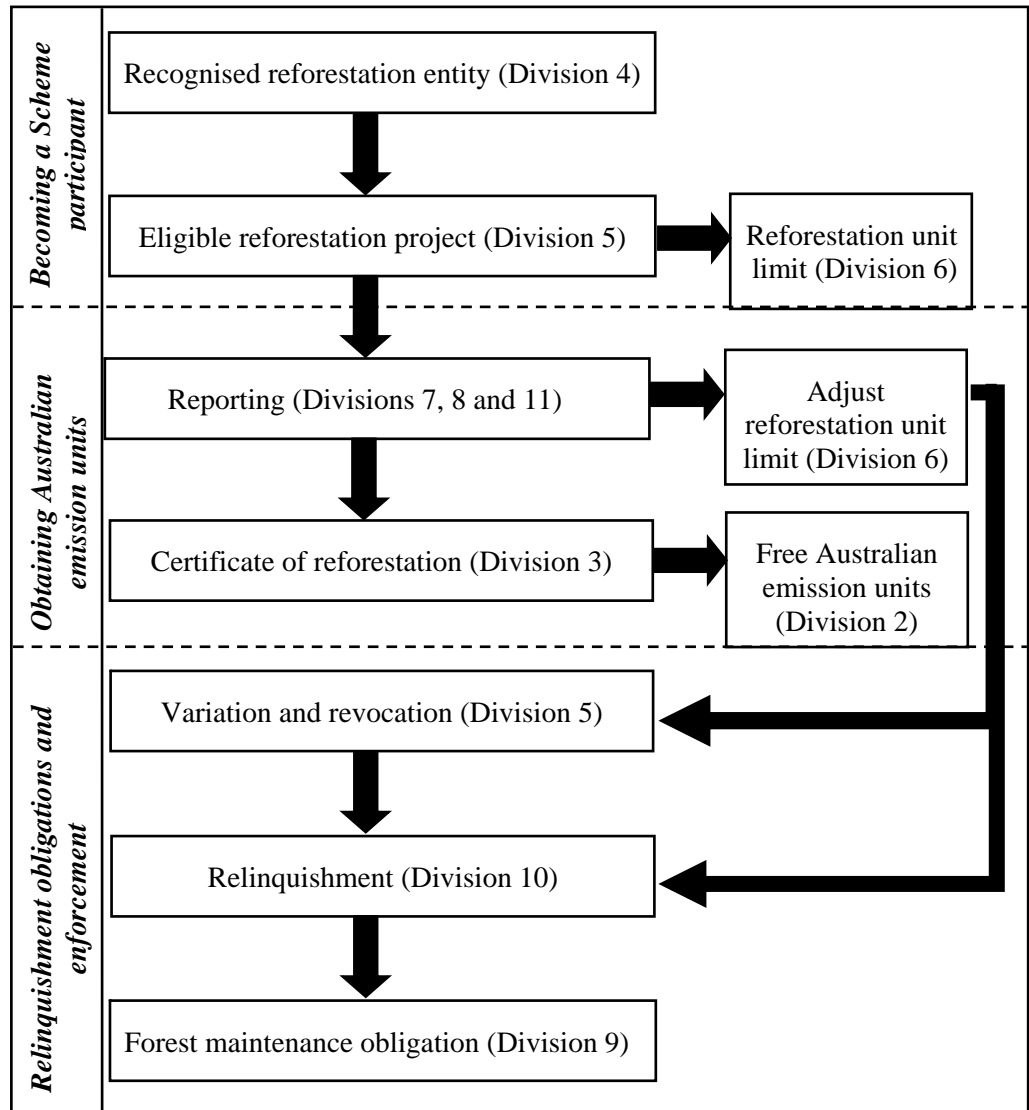 Becoming a Scheme
participant
Recognised reforestation entity (Division 4)
Eligible reforestation project (Division 5)
Reforestation unit
limit (Division 6)
Obtaining Australian
emission units
Reporting (Divisions 7, 8 and 11)
Adjust
reforestation unit
limit (Division 6)
Certificate of reforestation (Division 3)
Free Australian
emission units
(Division 2)
Relinquishment obligations and
enforcement
Variation and revocation (Division 5)
Relinquishment (Division 10)
Forest maintenance obligation (Division 9)